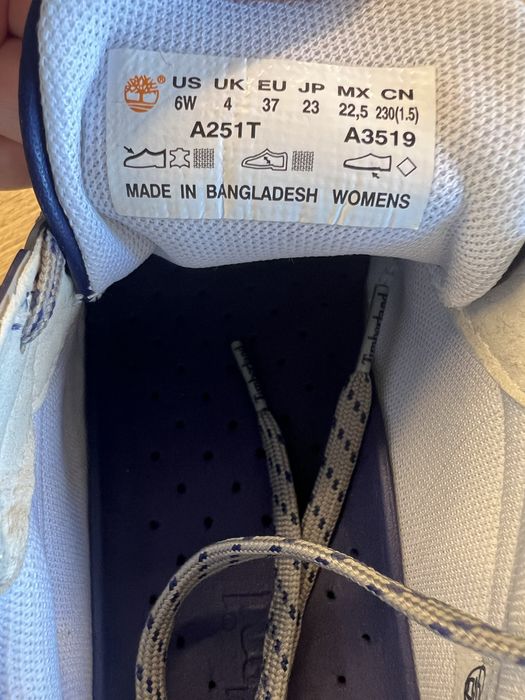 US UK EU JP MX CN
6W 4 37 23 22,5 230(1.5)
A251T A3519
MADE IN BANGLADESH WOMENS
Timberland